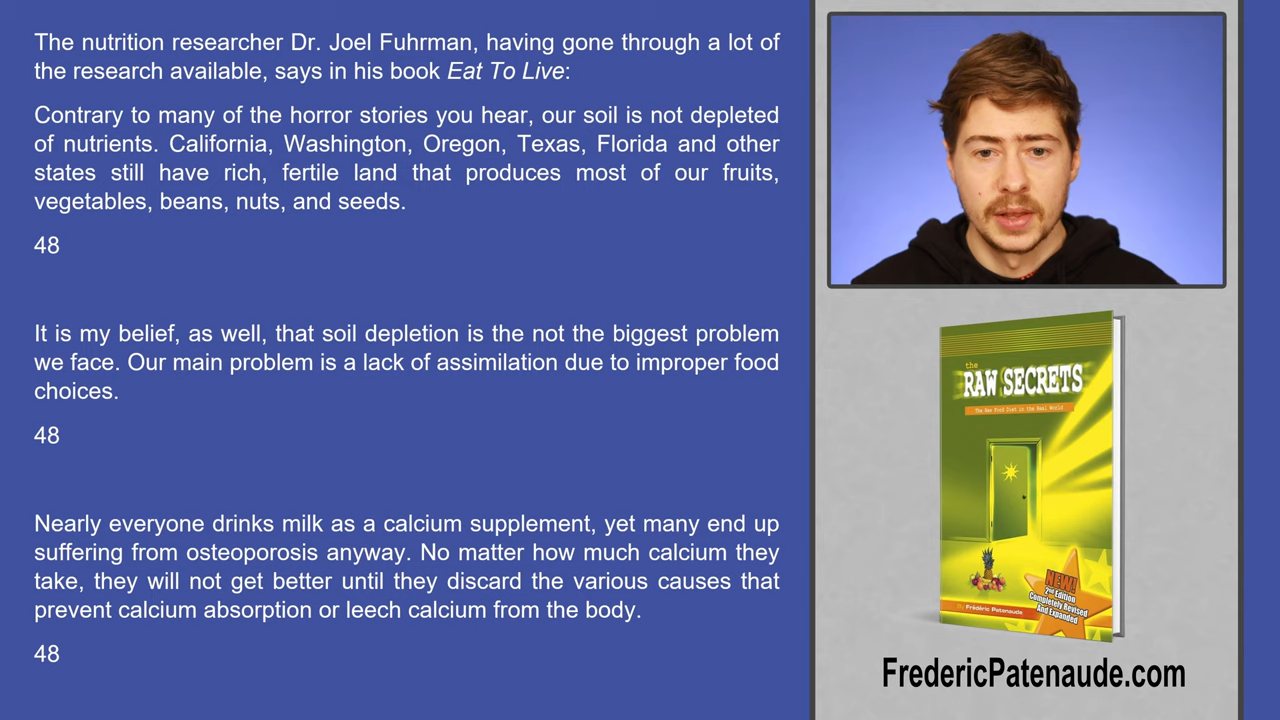 The nutrition researcher Dr. Joel Fuhrman, having gone through a lot of
the research available, says in his book Eat To Live:
Contrary to many of the horror stories you hear, our soil is not depleted
of nutrients. California, Washington, Oregon, Texas, Florida and other
states still have rich, fertile land that produces most of our fruits,
vegetables, beans, nuts, and seeds.
48
It is my belief, as well, that soil depletion is the not the biggest problem
we face. Our main problem is a lack of assimilation due to improper food
choices.
48
Nearly everyone drinks milk as a calcium supplement, yet many end up
suffering from osteoporosis anyway. No matter how much calcium they
take, they will not get better until they discard the various causes that
prevent calcium absorption or leech calcium from the body.
48
the
RAW SECRETS
The Raw Food Diet in the Real World
NEW!
2nd Edition
Completely Revised
And Expanded
By Frédéric Patenaude
FredericPatenaude.com